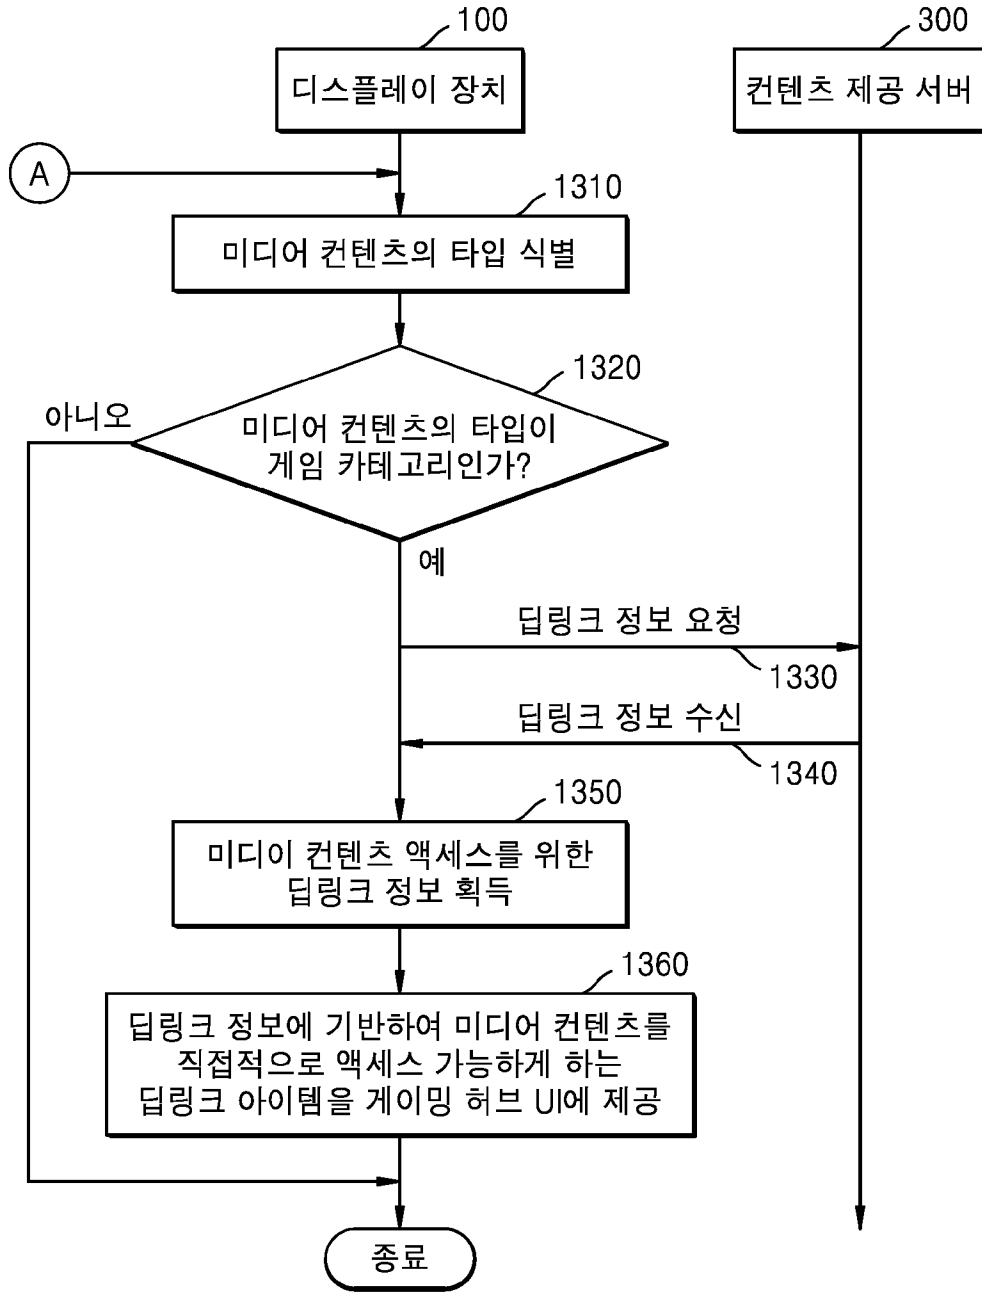 100
300
디스플레이 장치
컨텐츠 제공 서버
A
1310
미디어 컨텐츠의 타입 식별
1320
아니오
미디어 컨텐츠의 타입이
게임 카테고리인가?
예
딥링크 정보 요청
1330
딥링크 정보 수신
1340
1350
미디이 컨텐츠 액세스를 위한
딥링크 정보 획득
1360
딥링크 정보에 기반하여 미디어 컨텐츠를
직접적으로 액세스 가능하게 하는
딥링크 아이템을 게이밍 허브 UI에 제공
종료